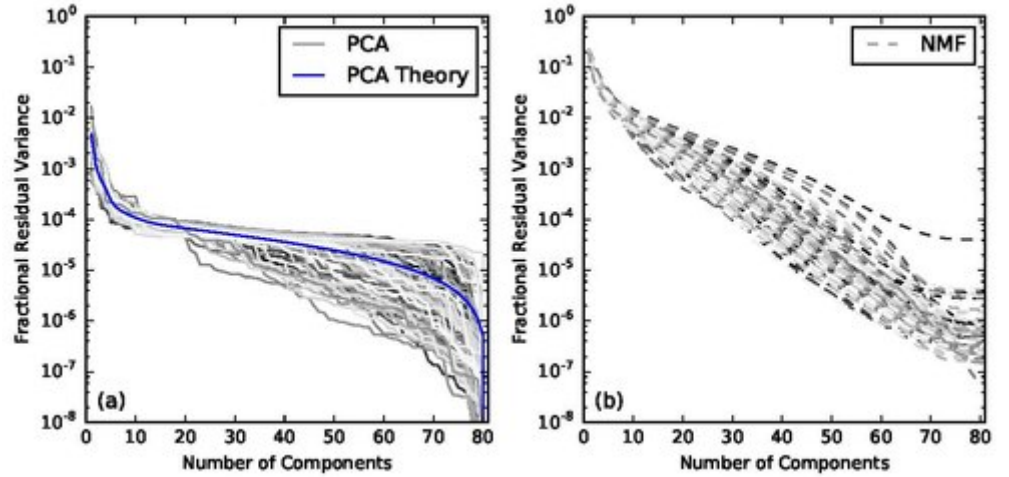 10⁰
10⁻¹
10⁻²
10⁻³
10⁻⁴
10⁻⁵
10⁻⁶
10⁻⁷
10⁻⁸
Fractional Residual Variance
PCA
PCA Theory
(a)
0 10 20 30 40 50 60 70 80
Number of Components
10⁰
10⁻¹
10⁻²
10⁻³
10⁻⁴
10⁻⁵
10⁻⁶
10⁻⁷
10⁻⁸
Fractional Residual Variance
NMF
(b)
0 10 20 30 40 50 60 70 80
Number of Components